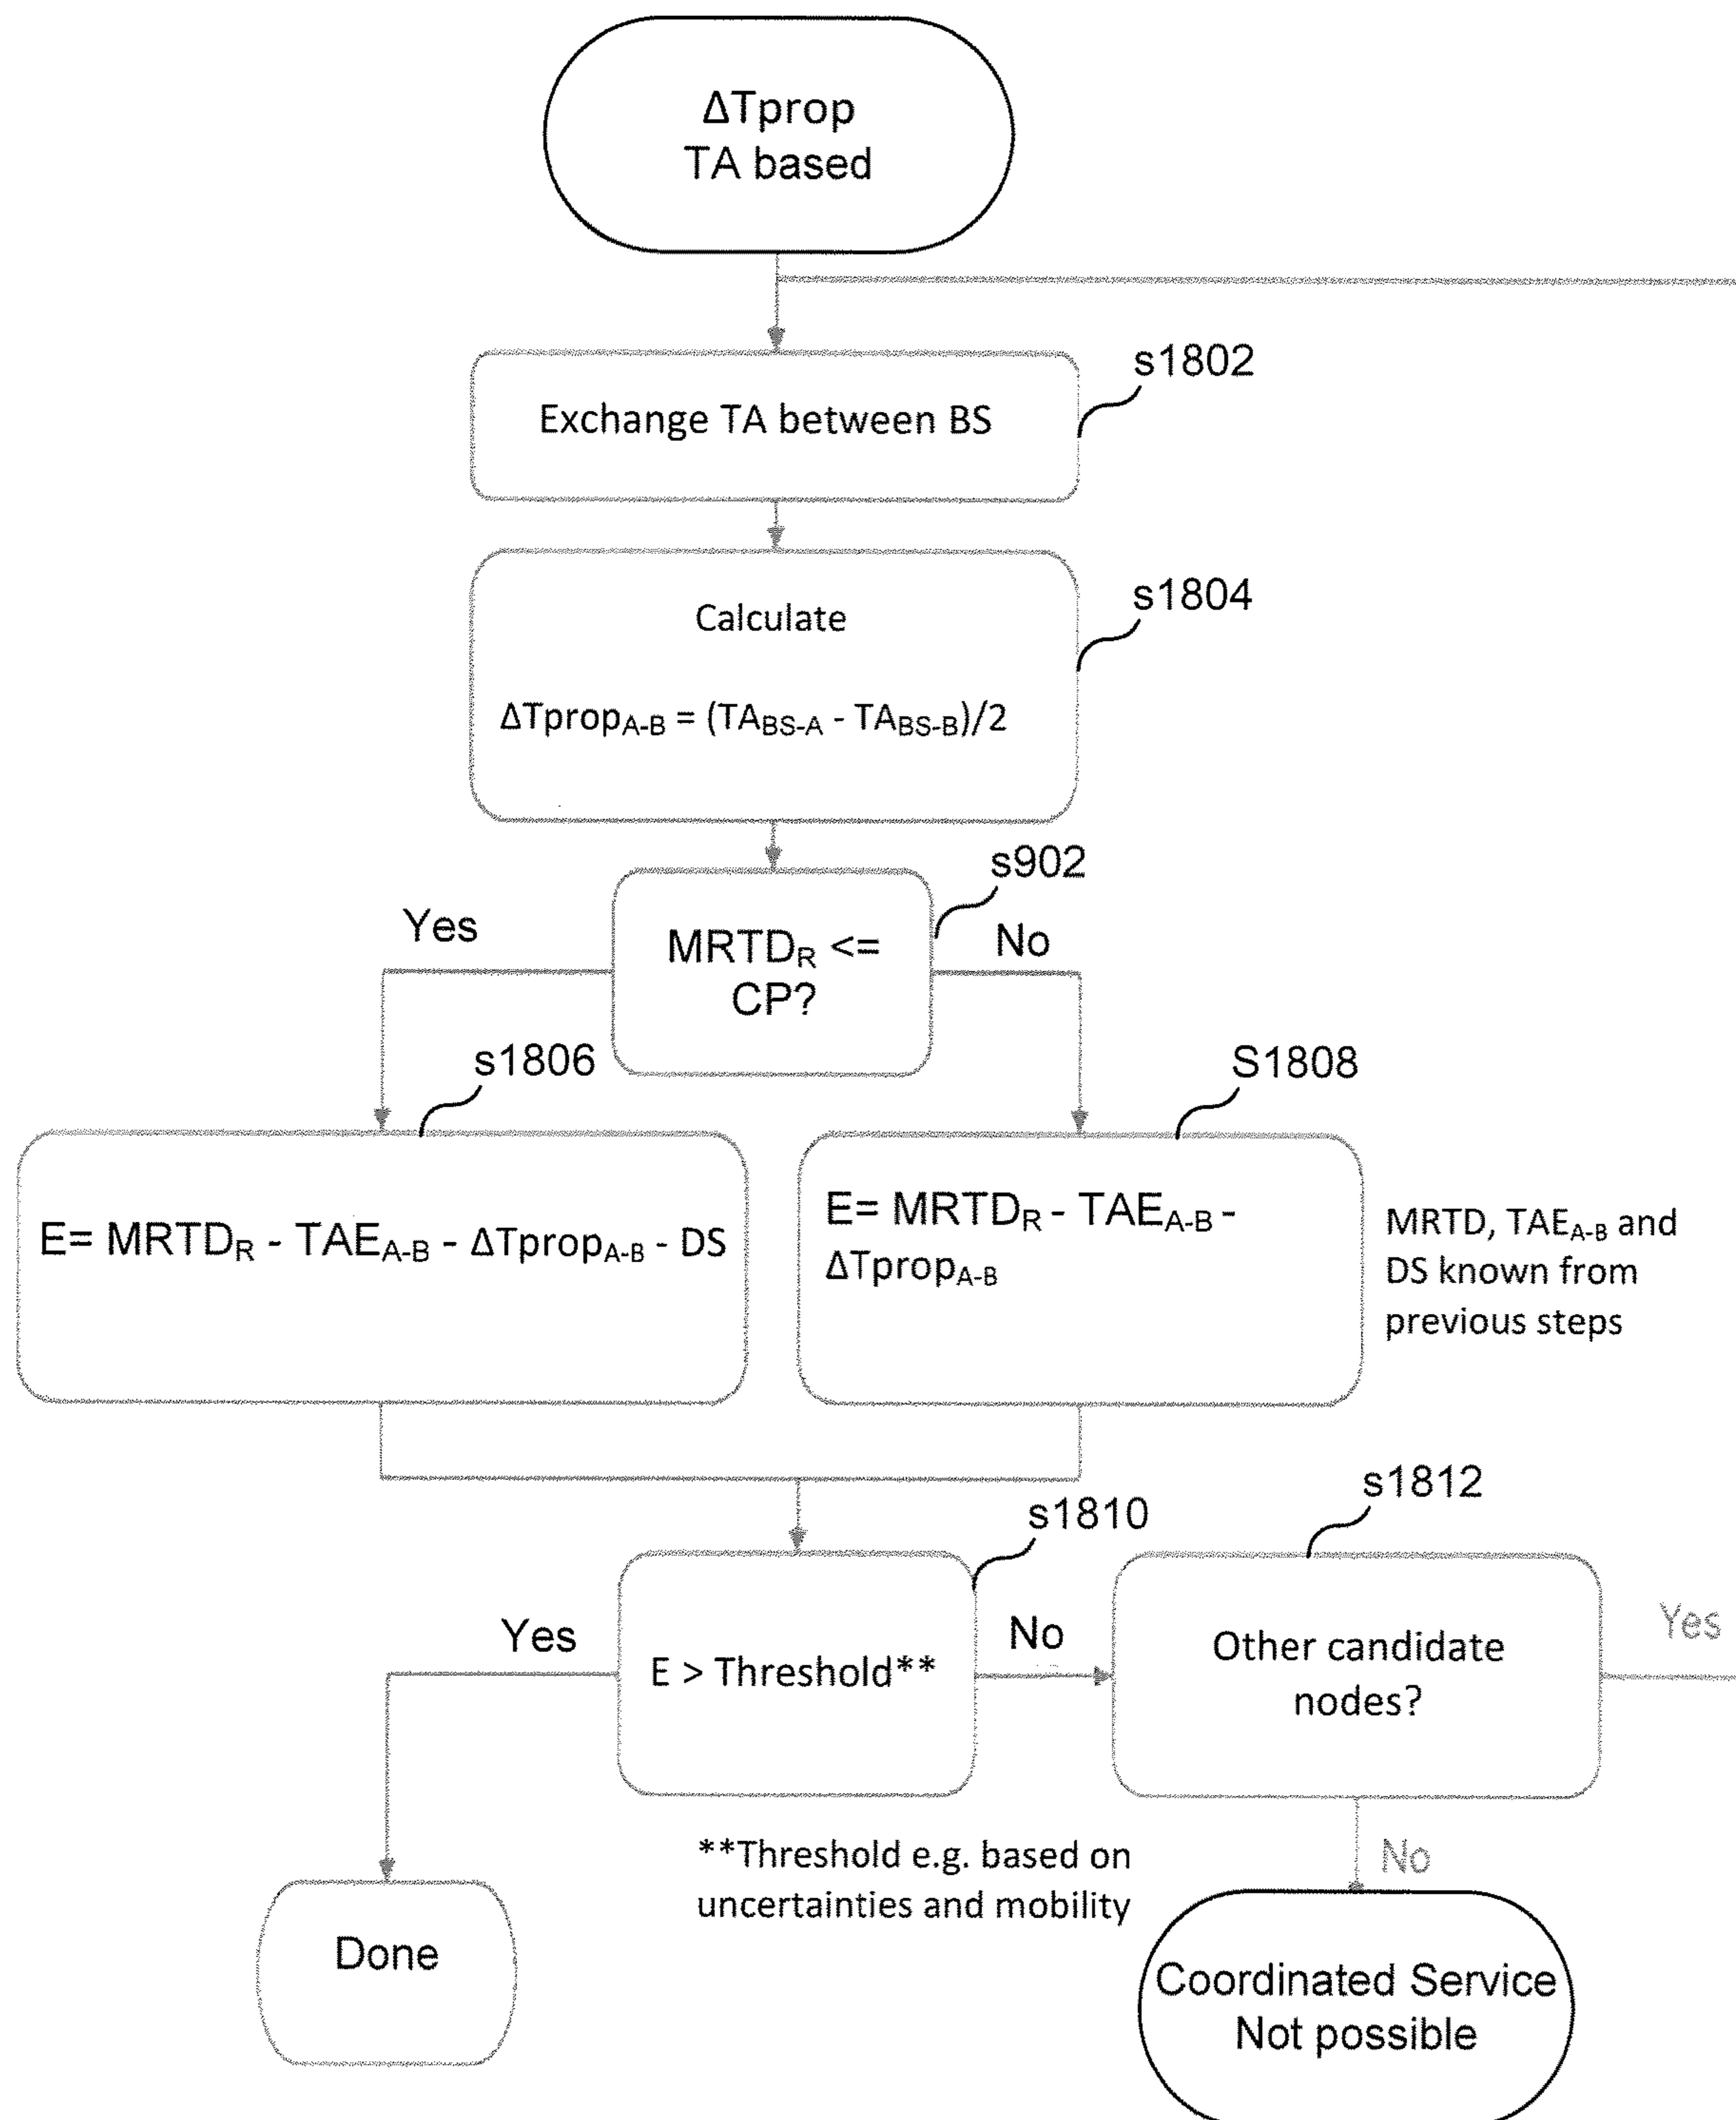 ΔTprop
TA based
s1802
Exchange TA between BS
s1804
Calculate
ΔTpropA-B = (TABS-A - TABS-B)/2
s902
Yes
No
MRTDR <=
CP?
s1806
S1808
E= MRTDR - TAEA-B - ΔTpropA-B - DS
E= MRTDR - TAEA-B -
ΔTpropA-B
MRTD, TAEA-B and
DS known from
previous steps
s1810
s1812
Yes
E > Threshold**
No
Other candidate
nodes?
Yes
**Threshold e.g. based on
uncertainties and mobility
No
Done
Coordinated Service
Not possible